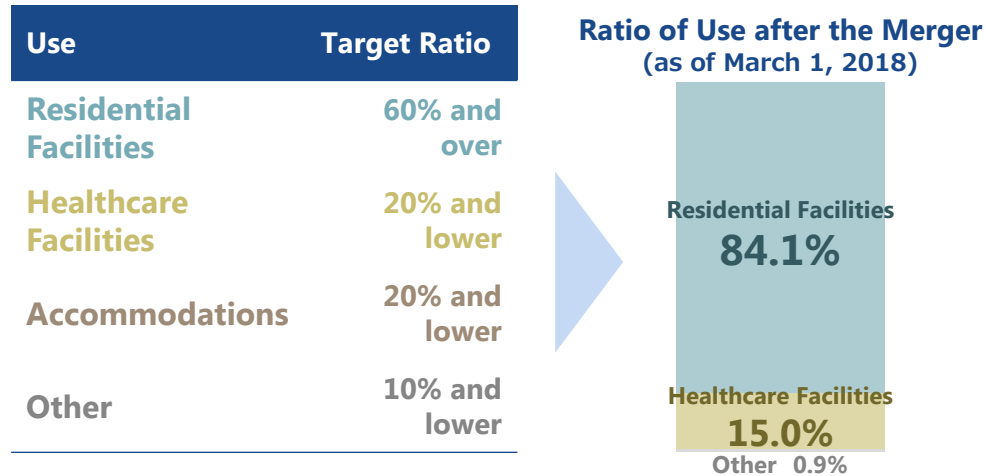 Use Target Ratio
Residential 60% and
Facilities over
Healthcare 20% and
Facilities lower
Accommodations 20% and
lower
Other 10% and
lower
Ratio of Use after the Merger
(as of March 1, 2018)
Residential Facilities
84.1%
Healthcare Facilities
15.0%
Other 0.9%